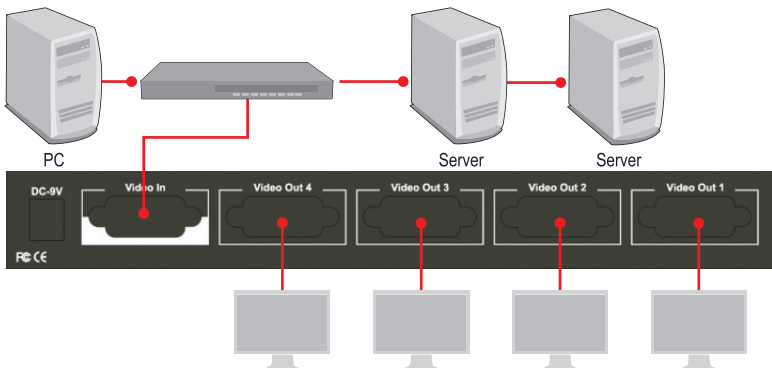 PC
Server
Server
DC-9V
Video In
Video Out 4
Video Out 3
Video Out 2
Video Out 1
FC CE